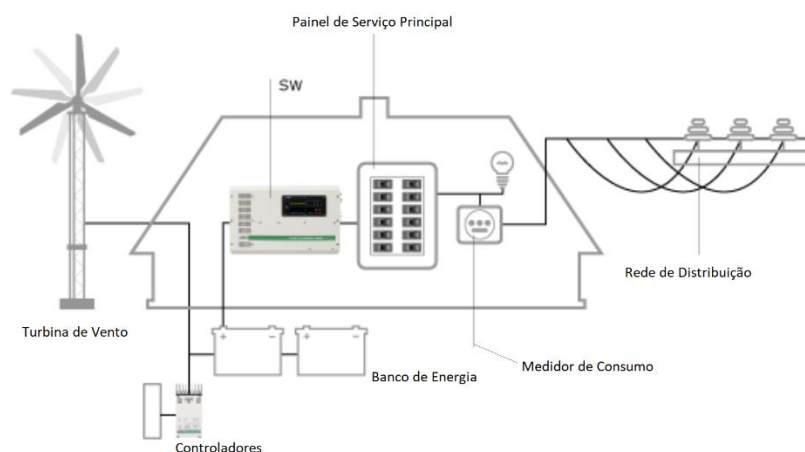 Painel de Serviço Principal
SW
Rede de Distribuição
Turbina de Vento
Medidor de Consumo
Banco de Energia
Controladores